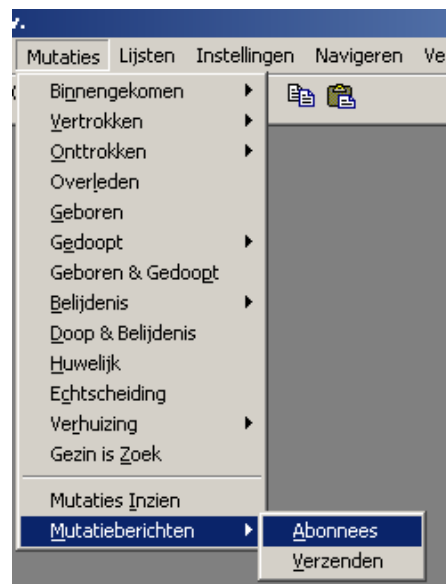 Mutaties Lijsten Instellingen Navigeren Ve
Binnengekomen
Vertrokken
Onttrokken
Overleden
Geboren
Gedoopt
Geboren & Gedoopt
Belijdenis
Doop & Belijdenis
Huwelijk
Echtscheiding
Verhuizing
Gezin is Zoek
Mutaties Inzien
Mutatieberichten
Abonnees
Verzenden